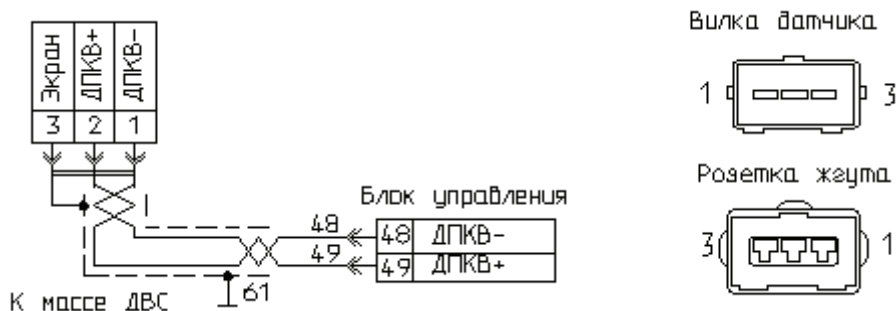 Экран
ДПКВ+
ДПКВ-
3 2 1
48
49
61
К массе ДВС
Блок управления
48 ДПКВ-
49 ДПКВ+
Вилка датчика
1 3
Розетка жгута
3 1